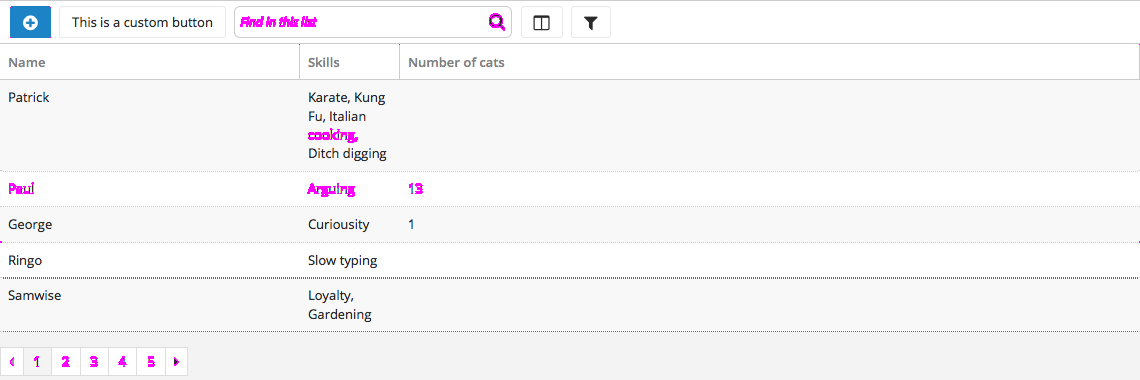 This is a custom button Find in this list
Name Skills Number of cats
Patrick Karate, Kung
Fu, Italian
cooking,
Ditch digging
Paul Arguing 13
George Curiousity 1
Ringo Slow typing
Samwise Loyalty,
Gardening
1 2 3 4 5